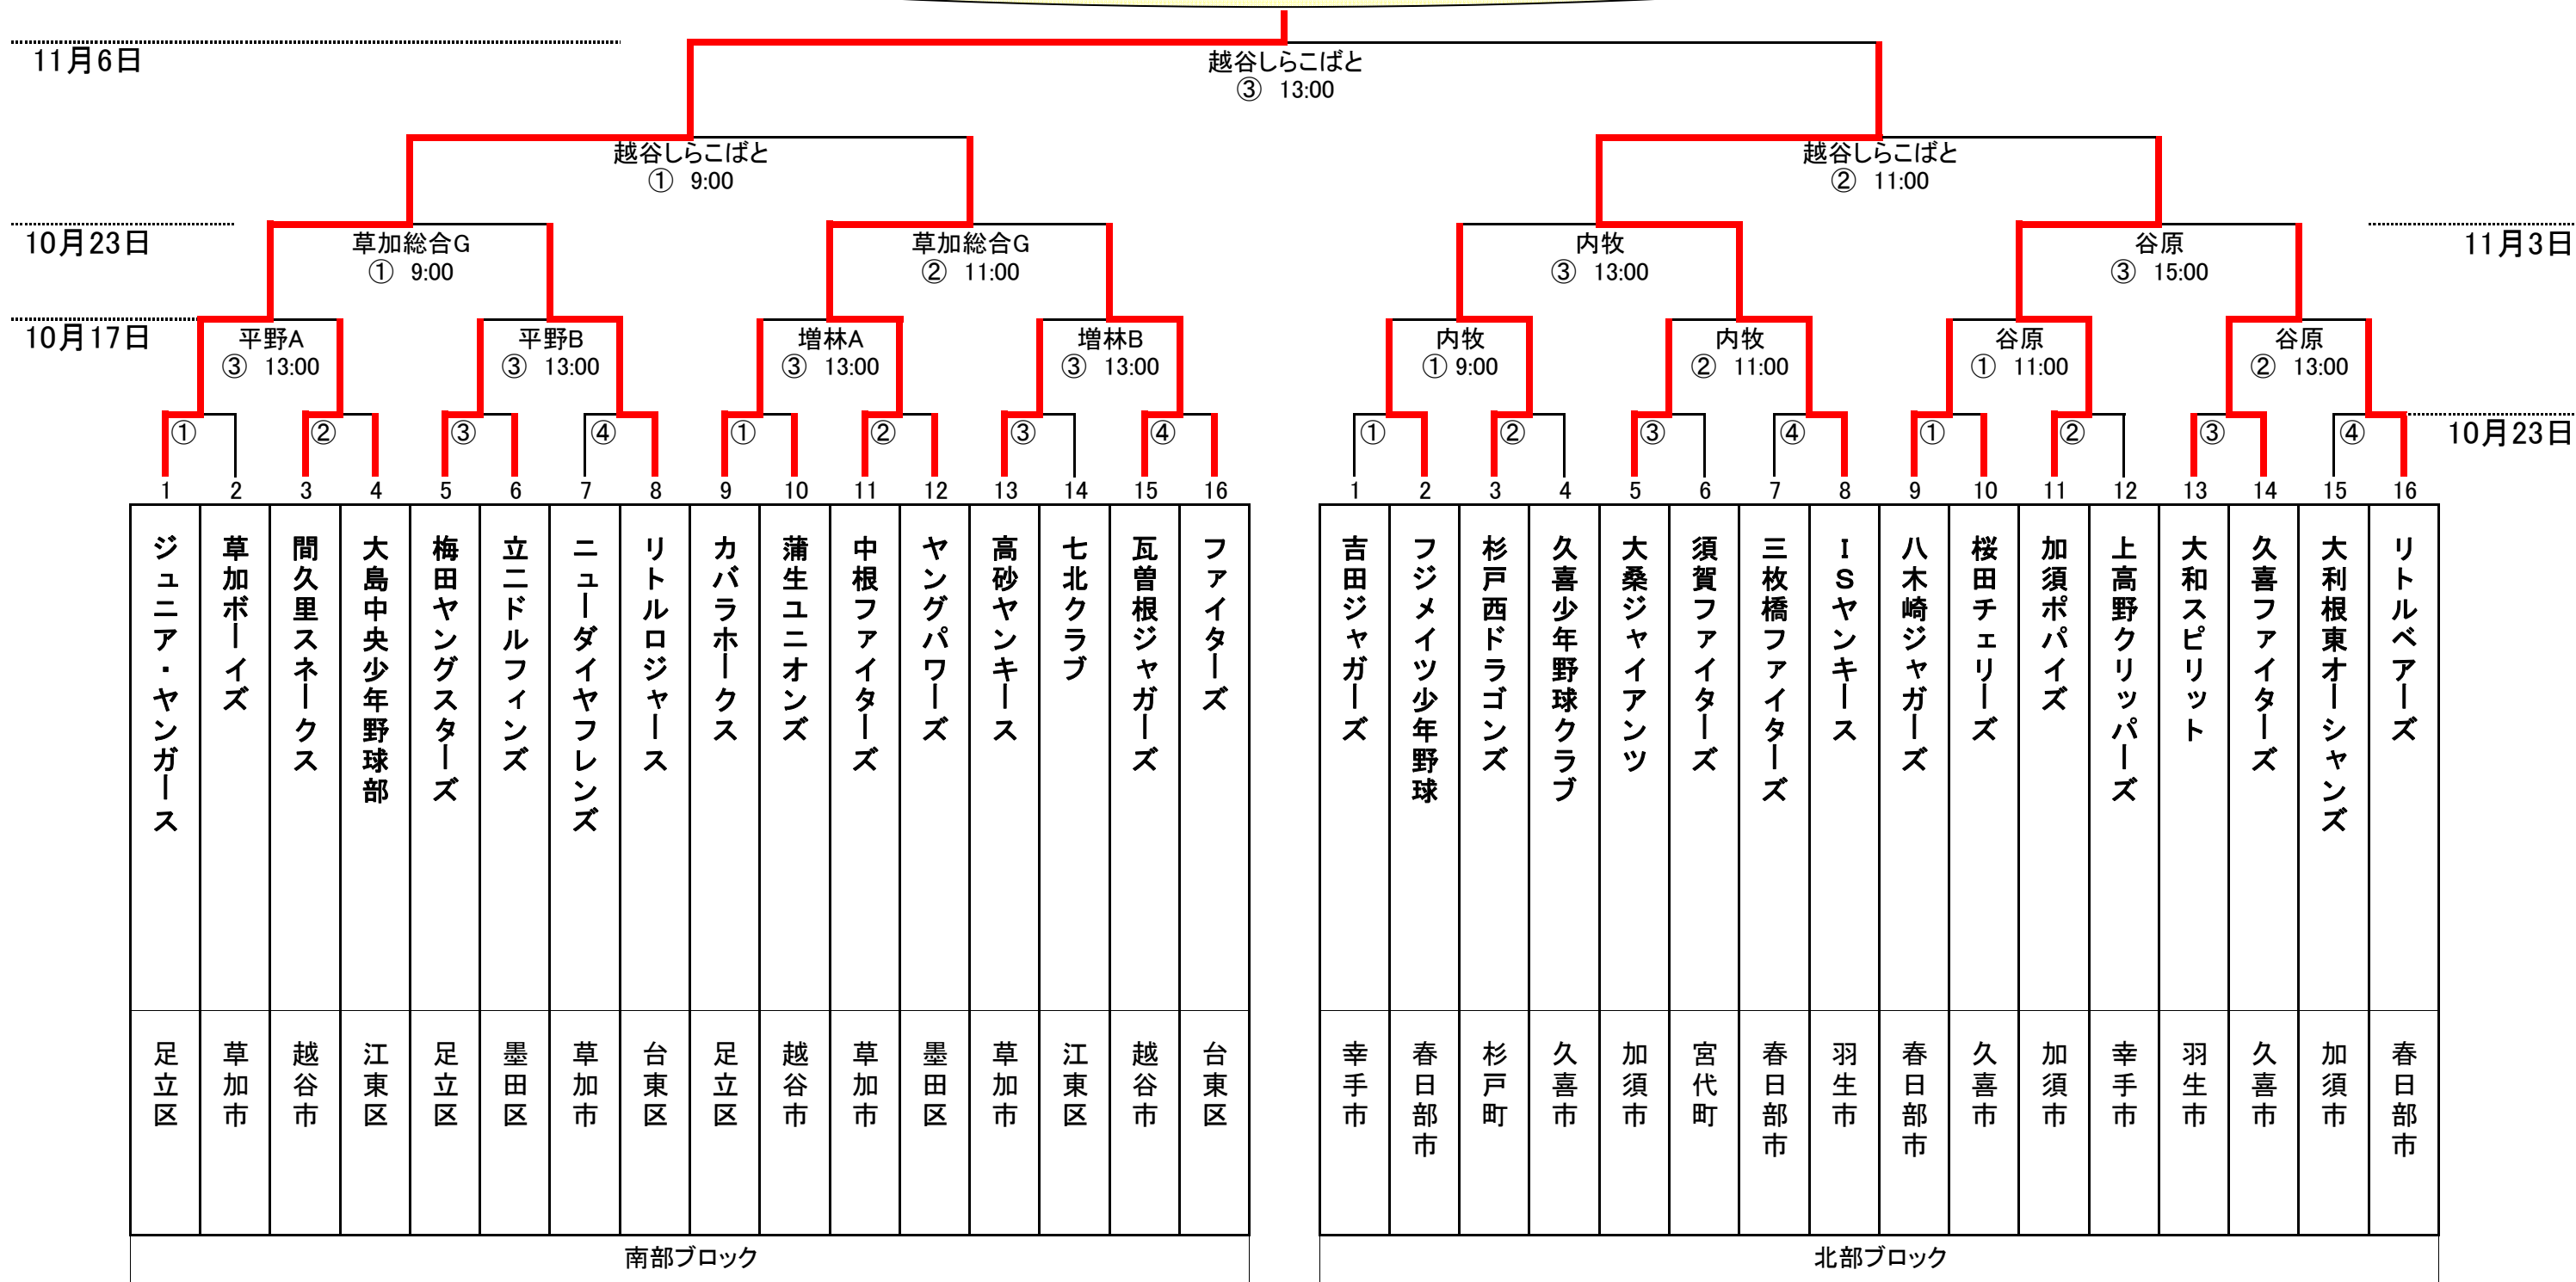 11月6日
越谷しらこばと
③ 13:00
越谷しらこばと
① 9:00
越谷しらこばと
② 11:00
10月23日
草加総合G
① 9:00
草加総合G
② 11:00
内牧
③ 13:00
谷原
③ 15:00
11月3日
10月17日
平野A
③ 13:00
平野B
③ 13:00
増林A
③ 13:00
増林B
③ 13:00
内牧
① 9:00
内牧
② 11:00
谷原
① 11:00
谷原
② 13:00
① ② ③ ④ ① ② ③ ④ ① ② ③ ④ ① ② ③ ④
10月23日
1 2 3 4 5 6 7 8 9 10 11 12 13 14 15 16
1 2 3 4 5 6 7 8 9 10 11 12 13 14 15 16
ジュニア・ヤンガース
草加ボーイズ
間久里スネークス
大島中央少年野球部
梅田ヤングスターズ
立二ドルフィンズ
ニューダイヤフレンズ
リトルロジャース
カバラホークス
蒲生ユニオンズ
中根ファイターズ
ヤングパワーズ
高砂ヤンキース
七北クラブ
瓦曽根ジャガーズ
ファイターズ
吉田ジャガーズ
フジメイツ少年野球
杉戸西ドラゴンズ
久喜少年野球クラブ
大桑ジャイアンツ
須賀ファイターズ
三枚橋ファイターズ
ISヤンキース
八木崎ジャガーズ
桜田チェリーズ
加須ポパイズ
上高野クリッパーズ
大和スピリット
久喜ファイターズ
大利根東オーシャンズ
リトルベアーズ
足立区
草加市
越谷市
江東区
足立区
墨田区
草加市
台東区
足立区
越谷市
草加市
墨田区
草加市
江東区
越谷市
台東区
幸手市
春日部市
杉戸町
久喜市
加須市
宮代町
春日部市
羽生市
春日部市
久喜市
加須市
幸手市
羽生市
久喜市
加須市
春日部市
南部ブロック
北部ブロック